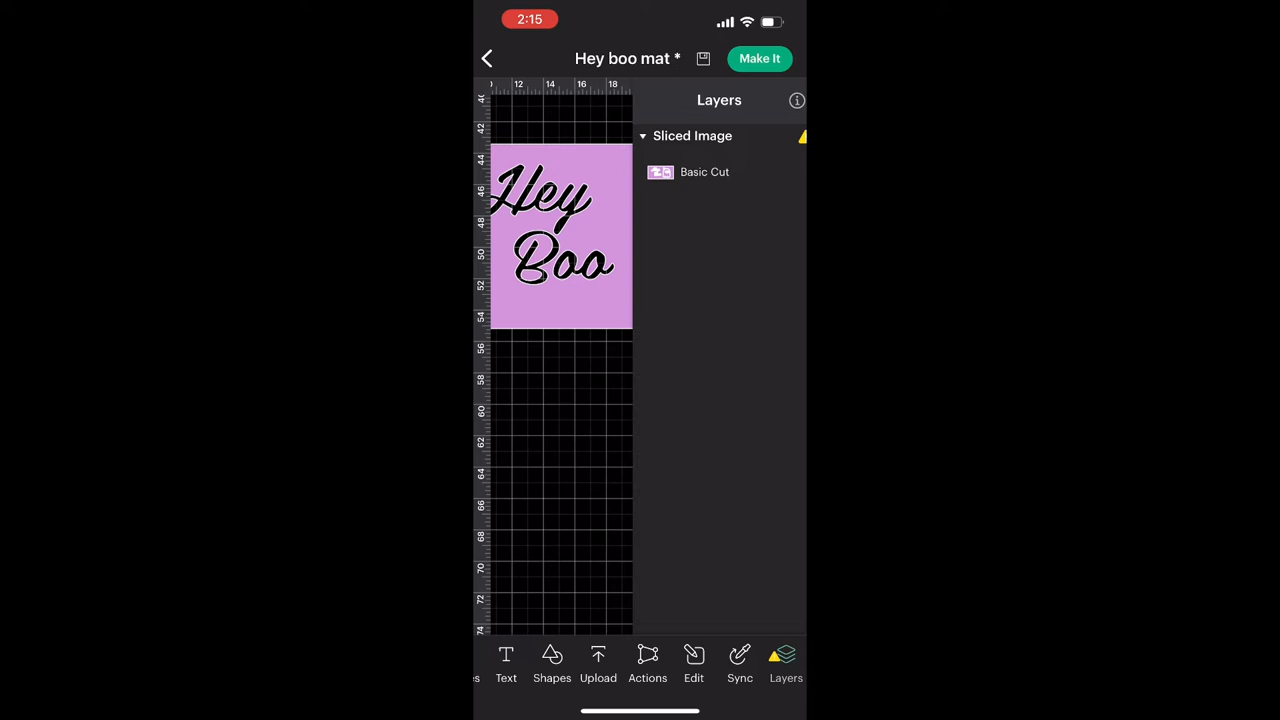 2:15
Hey boo mat *
Make It
12 14 16 18
Layers
Sliced Image
Basic Cut
42
44
46
48
50
52
54
56
58
60
62
64
66
68
70
72
74
Hey
Boo
Text
Shapes
Upload
Actions
Edit
Sync
Layers